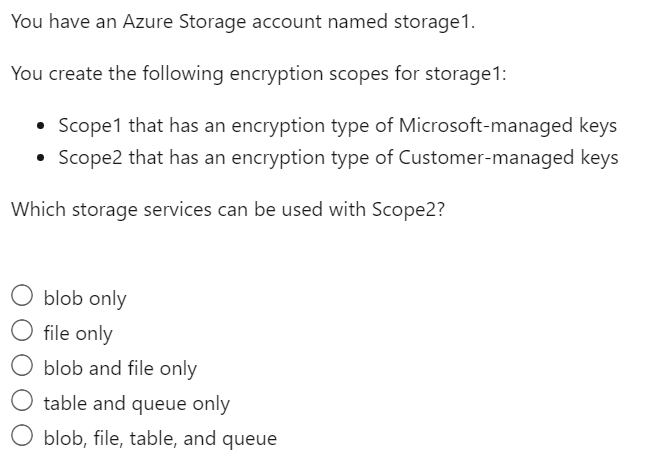 You have an Azure Storage account named storage1.
You create the following encryption scopes for storage1:
• Scope1 that has an encryption type of Microsoft-managed keys
• Scope2 that has an encryption type of Customer-managed keys
Which storage services can be used with Scope2?
blob only
file only
blob and file only
table and queue only
blob, file, table, and queue